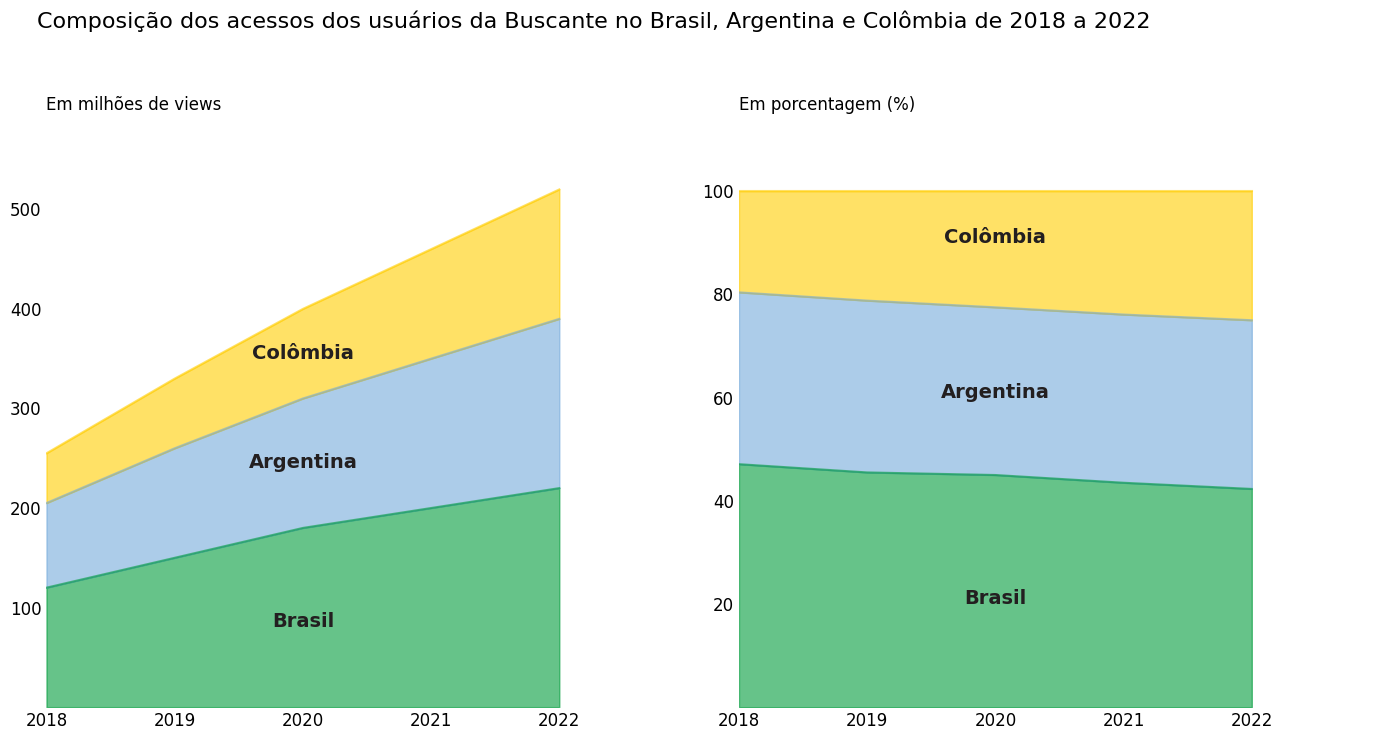 Composição dos acessos dos usuários da Buscante no Brasil, Argentina e Colômbia de 2018 a 2022
Em milhões de views
500
400
300
200
100
Colômbia
Argentina
Brasil
2018 2019 2020 2021 2022
Em porcentagem (%)
100
80
60
40
20
Colômbia
Argentina
Brasil
2018 2019 2020 2021 2022